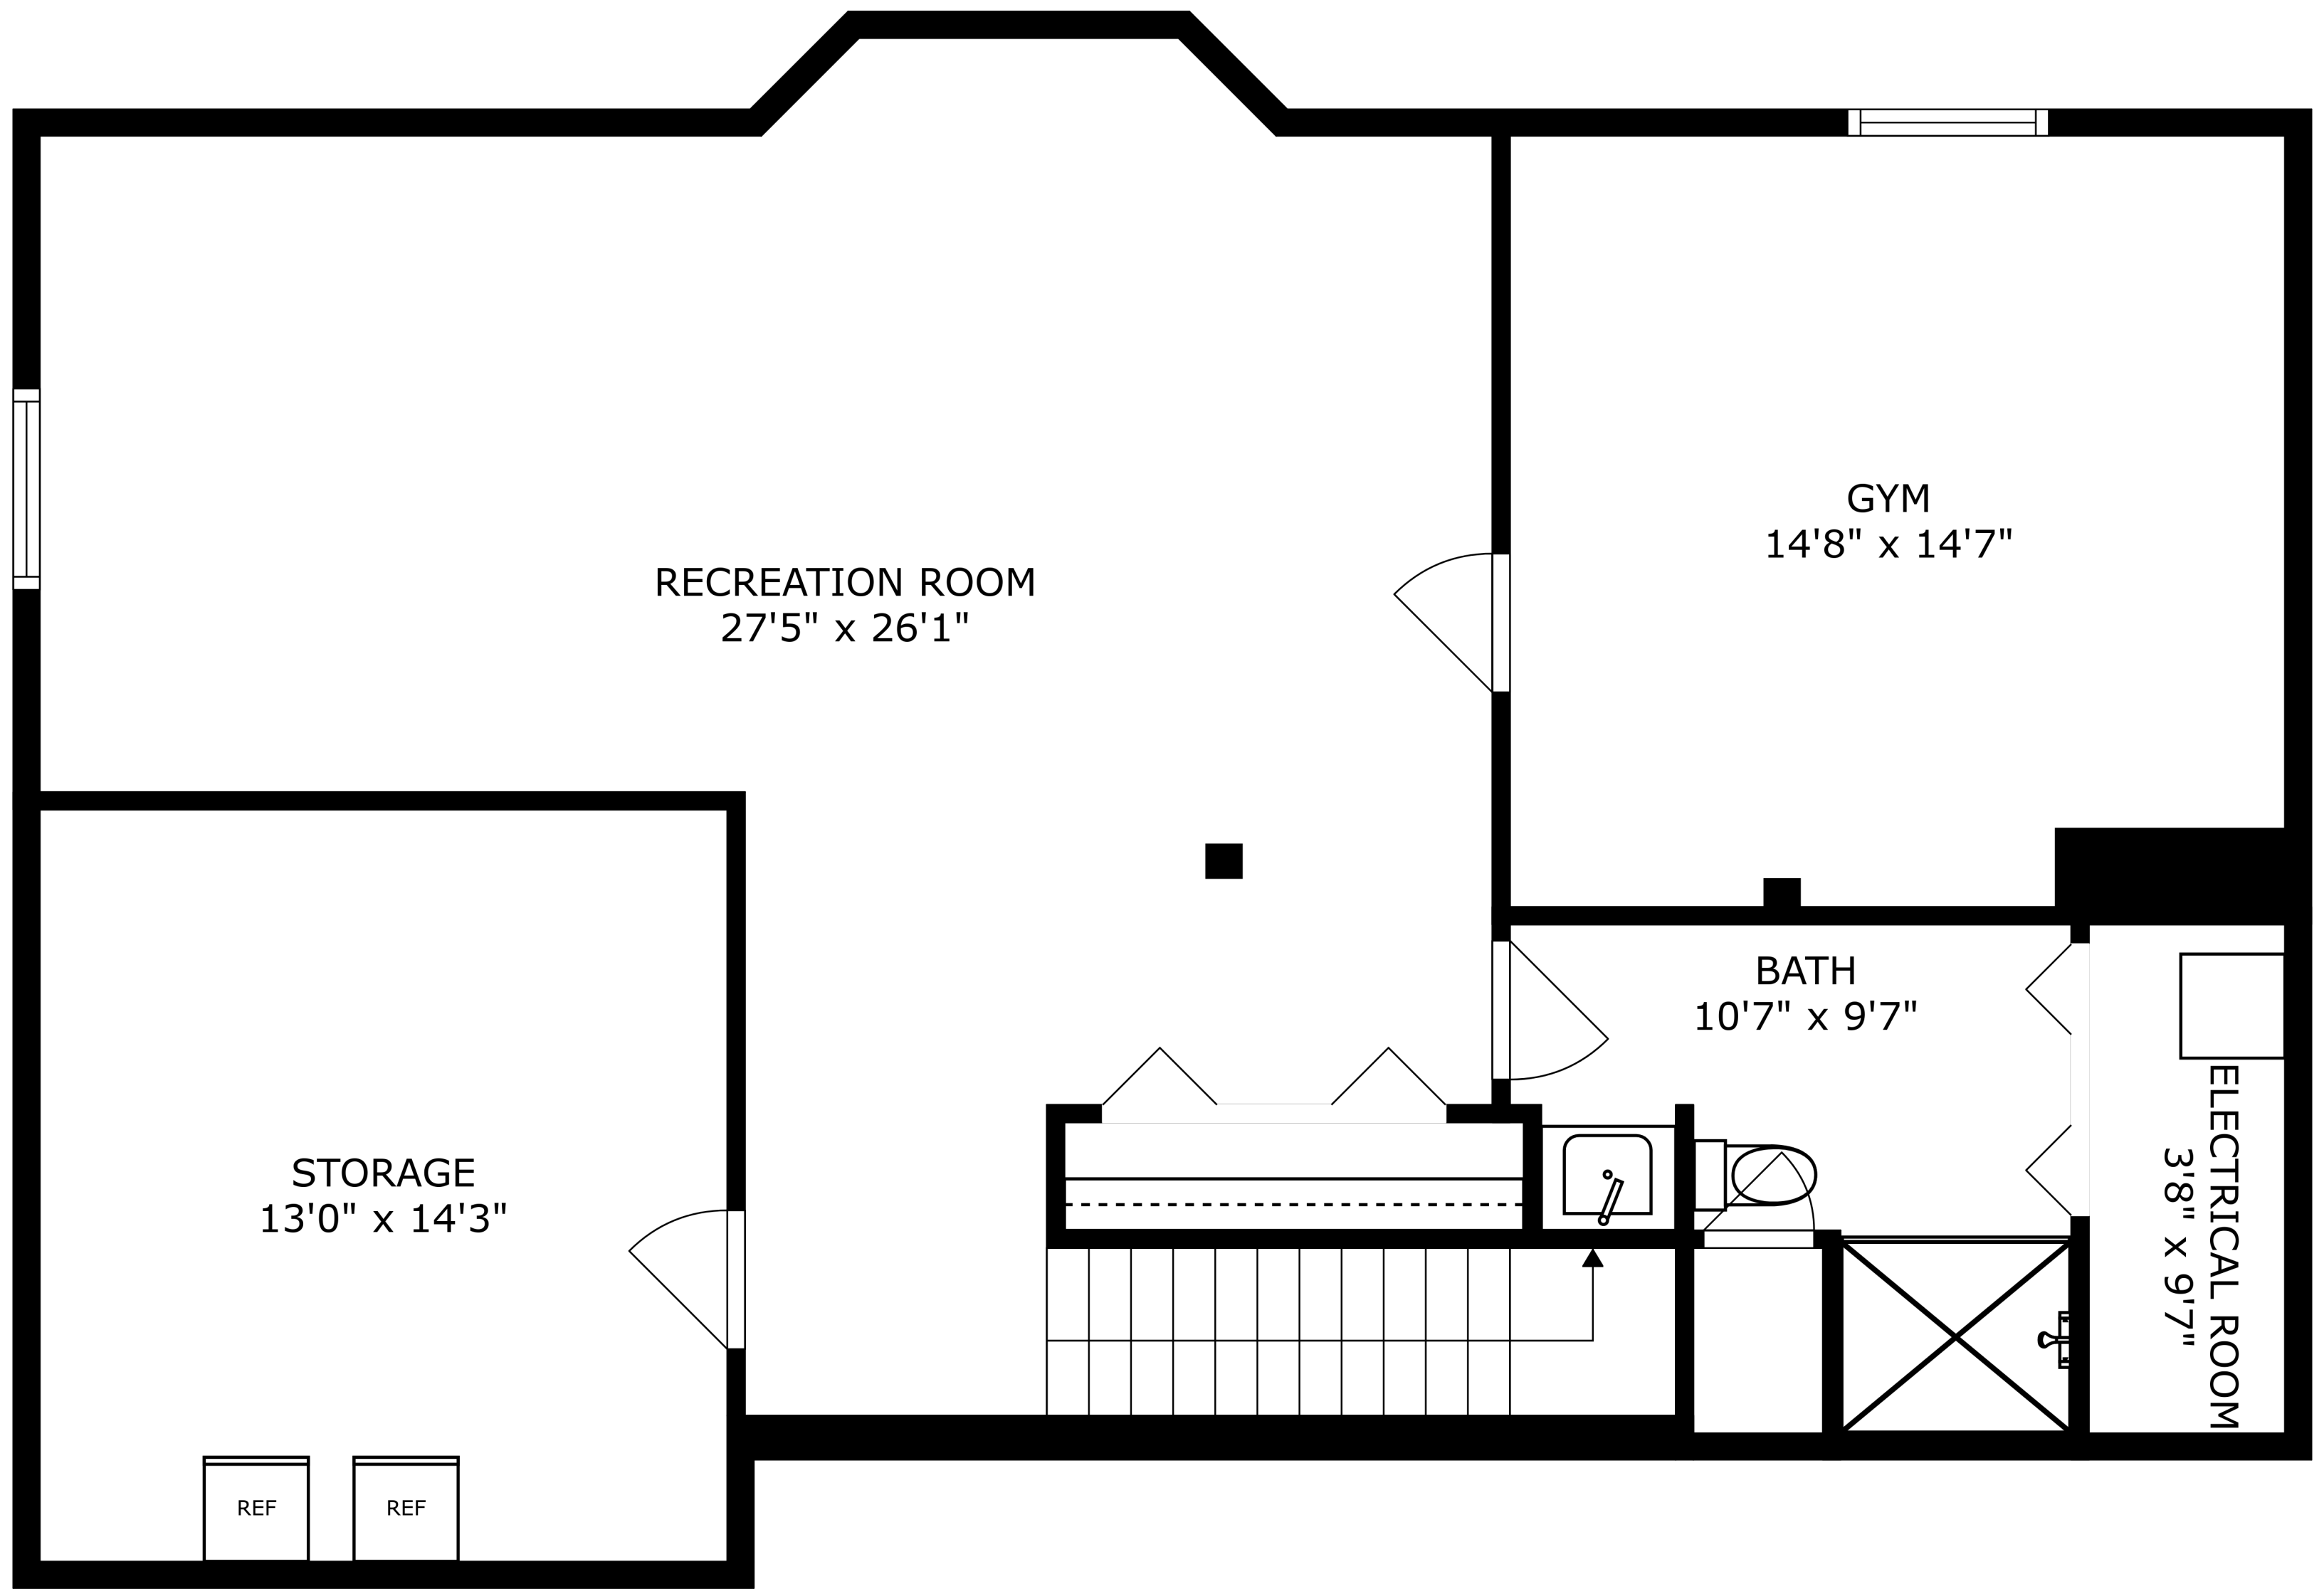 GYM
14'8" x 14'7"
RECREATION ROOM
27'5" x 26'1"
BATH
10'7" x 9'7"
ELECTRICAL ROOM
3'8" x 9'7"
STORAGE
13'0" x 14'3"
REF
REF